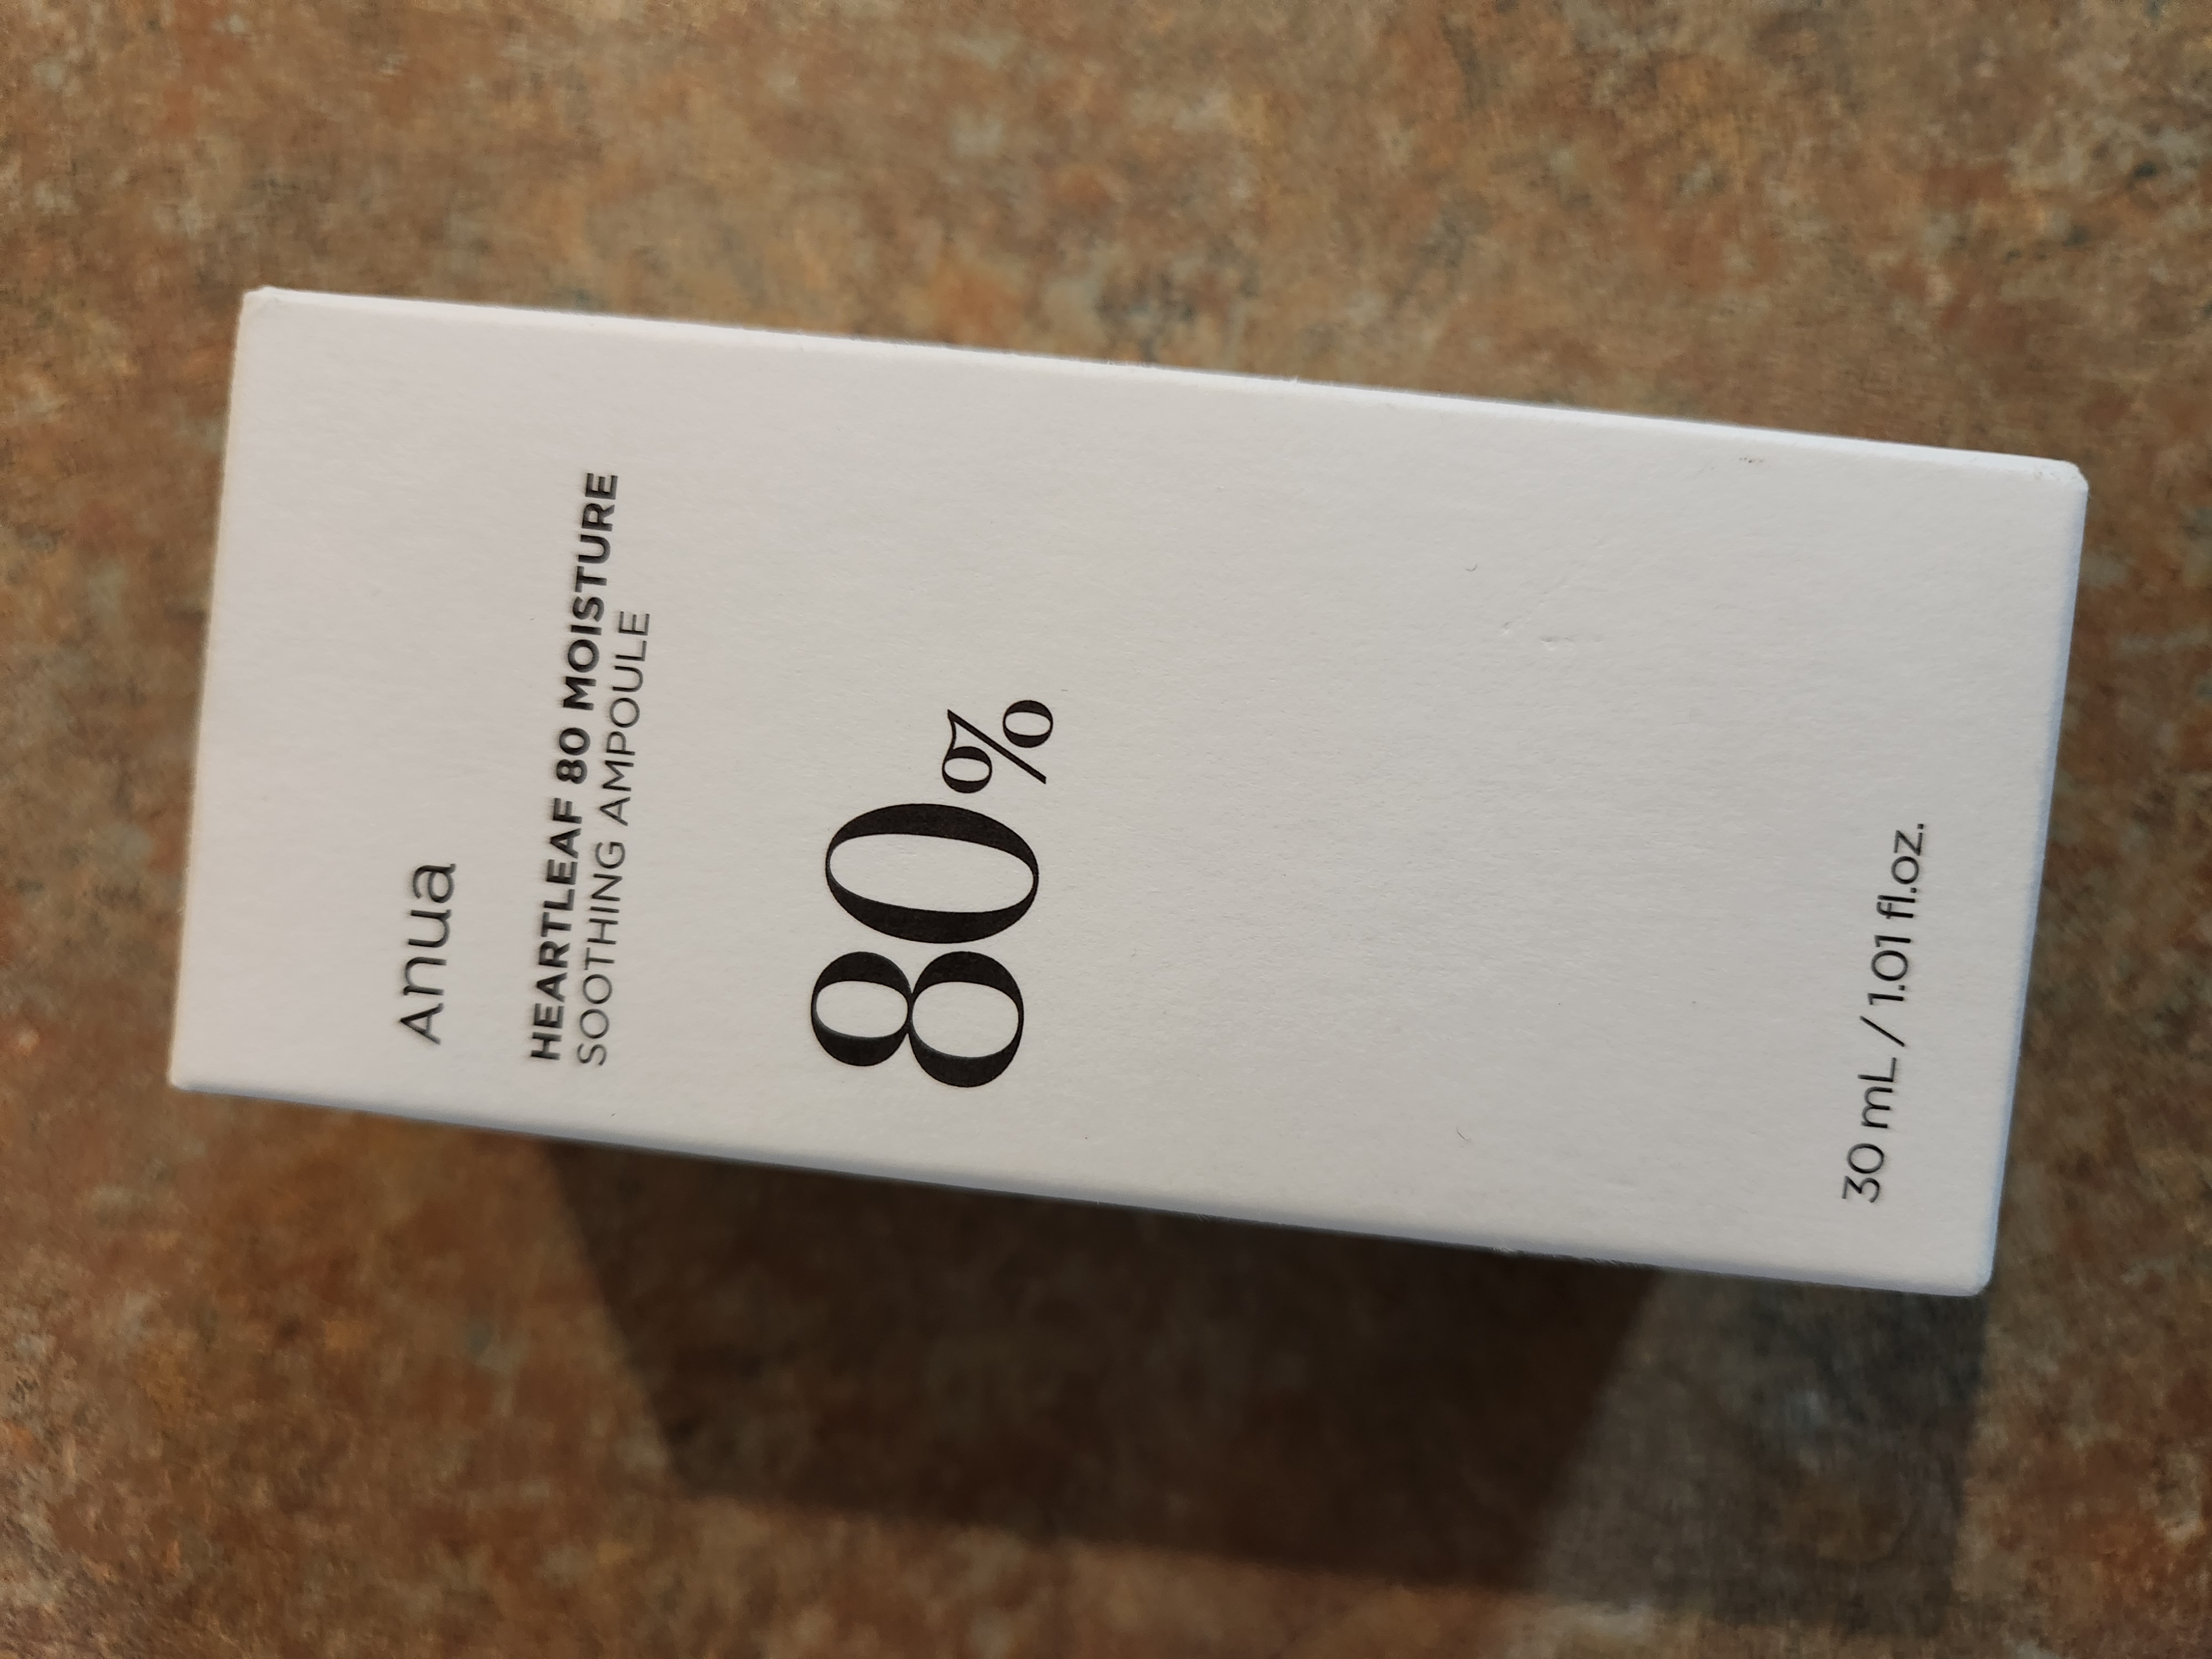 Anua
HEARTLEAF 80 MOISTURE
SOOTHING AMPOULE
80%
30 mL / 1.01 fl.oz.